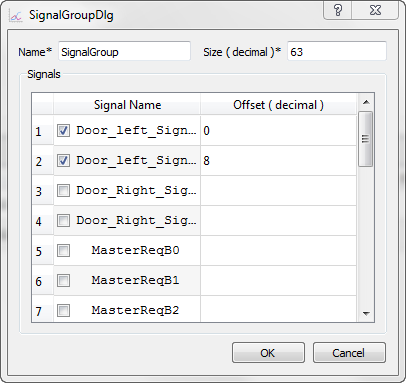 SignalGroupDlg
Name* SignalGroup Size ( decimal )* 63
Signals
Signal Name Offset ( decimal )
1 Door_left_Sign... 0
2 Door_left_Sign... 8
3 Door_Right_Sig...
4 Door_Right_Sig...
5 MasterReqB0
6 MasterReqB1
7 MasterReqB2
OK Cancel